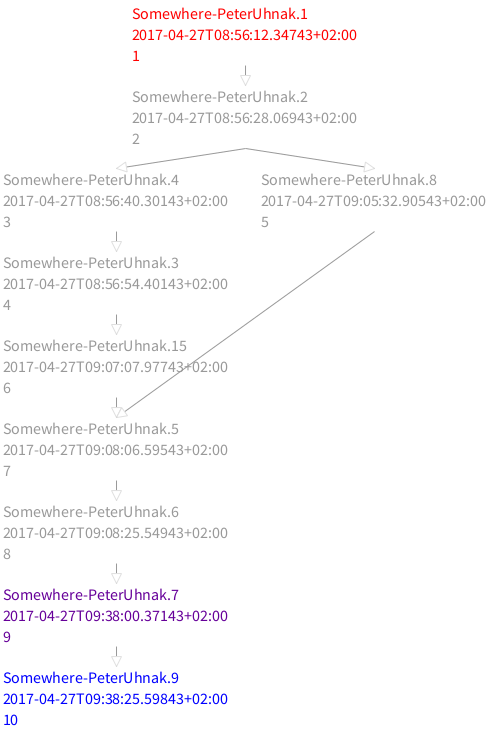 Somewhere-PeterUhnak.1
2017-04-27T08:56:12.34743+02:00
1
Somewhere-PeterUhnak.2
2017-04-27T08:56:28.06943+02:00
2
Somewhere-PeterUhnak.4
2017-04-27T08:56:40.30143+02:00
3
Somewhere-PeterUhnak.8
2017-04-27T09:05:32.90543+02:00
5
Somewhere-PeterUhnak.3
2017-04-27T08:56:54.40143+02:00
4
Somewhere-PeterUhnak.15
2017-04-27T09:07:07.97743+02:00
6
Somewhere-PeterUhnak.5
2017-04-27T09:08:06.59543+02:00
7
Somewhere-PeterUhnak.6
2017-04-27T09:08:25.54943+02:00
8
Somewhere-PeterUhnak.7
2017-04-27T09:38:00.37143+02:00
9
Somewhere-PeterUhnak.9
2017-04-27T09:38:25.59843+02:00
10